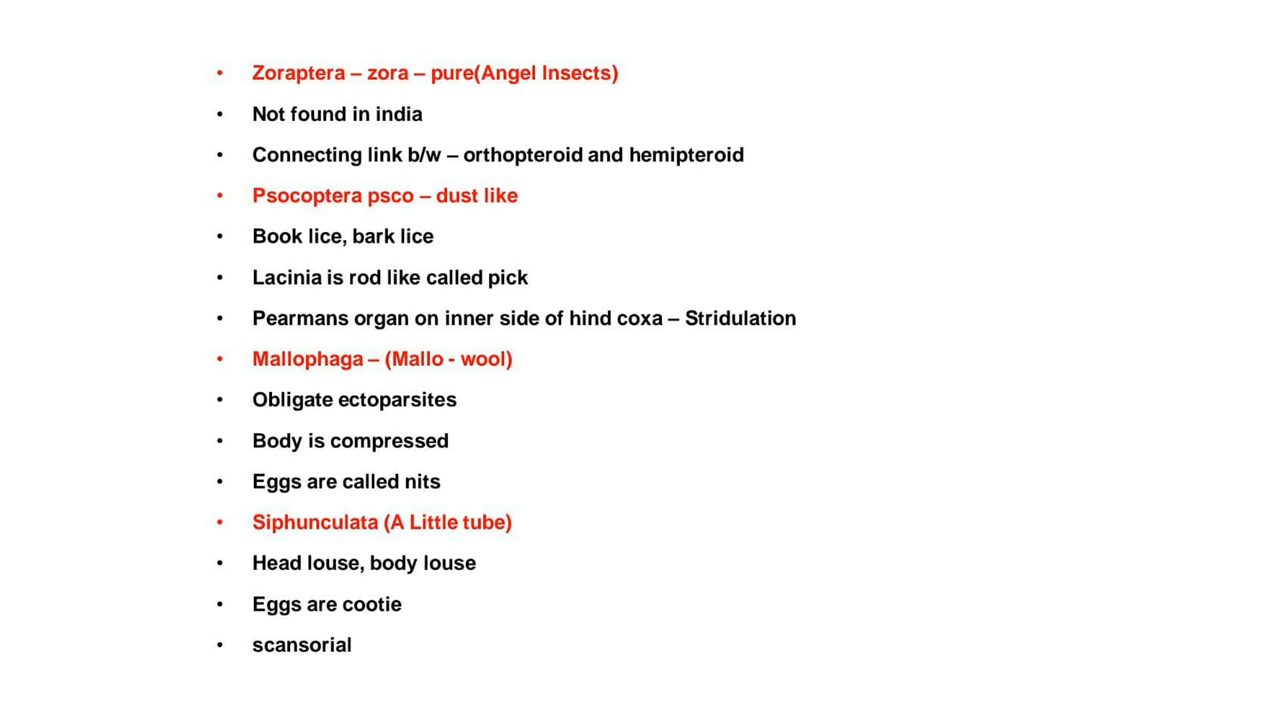 • Zoraptera – zora – pure(Angel Insects)
• Not found in india
• Connecting link b/w – orthopteroid and hemipteroid
• Psocoptera psco – dust like
• Book lice, bark lice
• Lacinia is rod like called pick
• Pearmans organ on inner side of hind coxa – Stridulation
• Mallophaga – (Mallo - wool)
• Obligate ectoparsites
• Body is compressed
• Eggs are called nits
• Siphunculata (A Little tube)
• Head louse, body louse
• Eggs are cootie
• scansorial